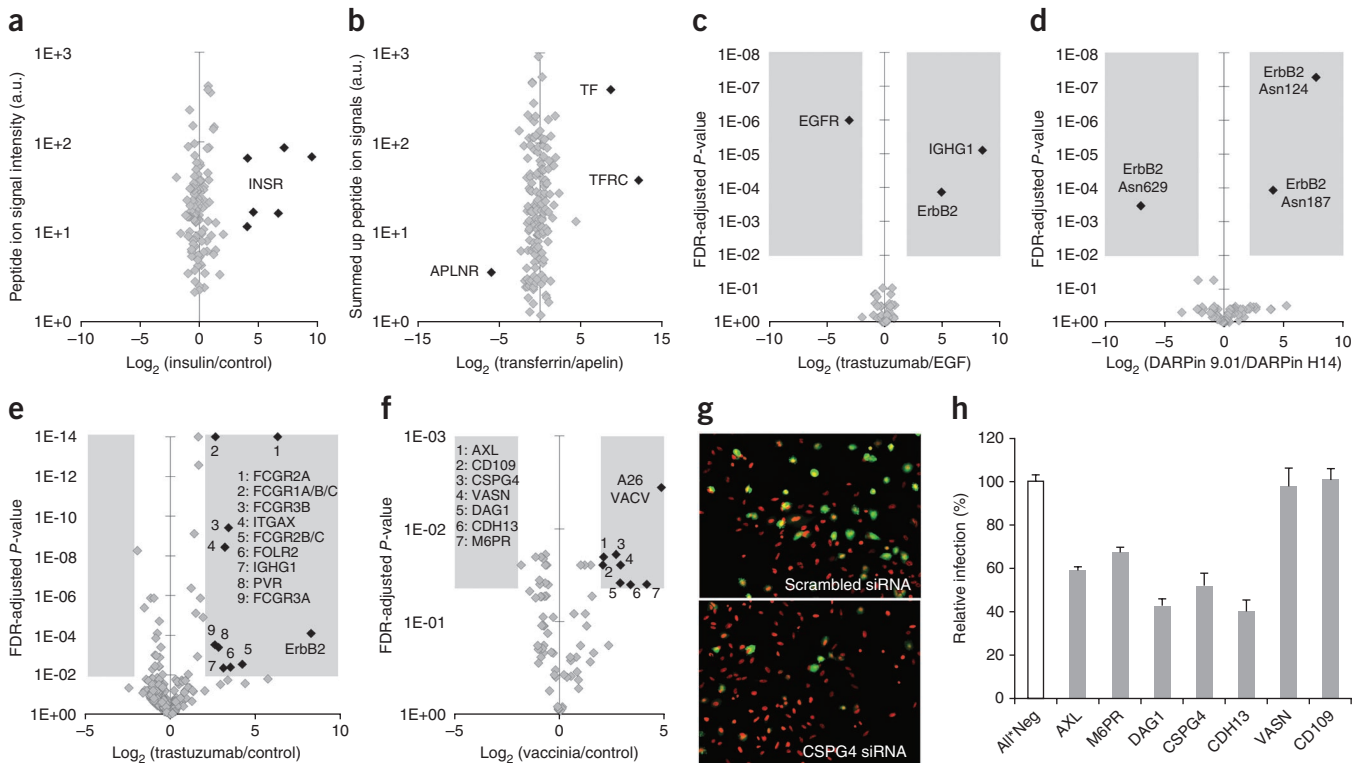 a
Peptide ion signal intensity (a.u.)
1E+3
1E+2
1E+1
1E+0
INSR
−10
−5
0
5
10
Log2 (insulin/control)
b
Summed up peptide ion signals (a.u.)
1E+3
1E+2
1E+1
1E+0
TF
TFRC
APLNR
−15
−5
5
15
Log2 (transferrin/apelin)
c
FDR-adjusted P-value
1E-08
1E-07
1E-06
1E-05
1E-04
1E-03
1E-02
1E-01
1E+00
EGFR
IGHG1
ErbB2
−10
−5
0
5
10
Log2 (trastuzumab/EGF)
d
FDR-adjusted P-value
1E-08
1E-07
1E-06
1E-05
1E-04
1E-03
1E-02
1E-01
1E+00
ErbB2
Asn124
ErbB2
Asn629
ErbB2
Asn187
−10
−5
0
5
10
Log2 (DARPin 9.01/DARPin H14)
e
FDR-adjusted P-value
1E-14
1E-12
1E-10
1E-08
1E-06
1E-04
1E-02
1E+00
2
1
1: FCGR2A
2: FCGR1A/B/C
3: FCGR3B
4: ITGAX
5: FCGR2B/C
6: FOLR2
7: IGHG1
8: PVR
9: FCGR3A
3
4
9
8
7
6
5
ErbB2
−5
0
5
10
Log2 (trastuzumab/control)
f
FDR-adjusted P-value
1E-03
1E-02
1E-01
1E+00
1: AXL
2: CD109
3: CSPG4
4: VASN
5: DAG1
6: CDH13
7: M6PR
A26
VACV
1
3
2
4
5
6
7
−5
0
5
Log2 (vaccinia/control)
g
Scrambled siRNA
CSPG4 siRNA
h
Relative infection (%)
120
100
80
60
40
20
0
All*Neg
AXL
M6PR
DAG1
CSPG4
CDH13
VASN
CD109